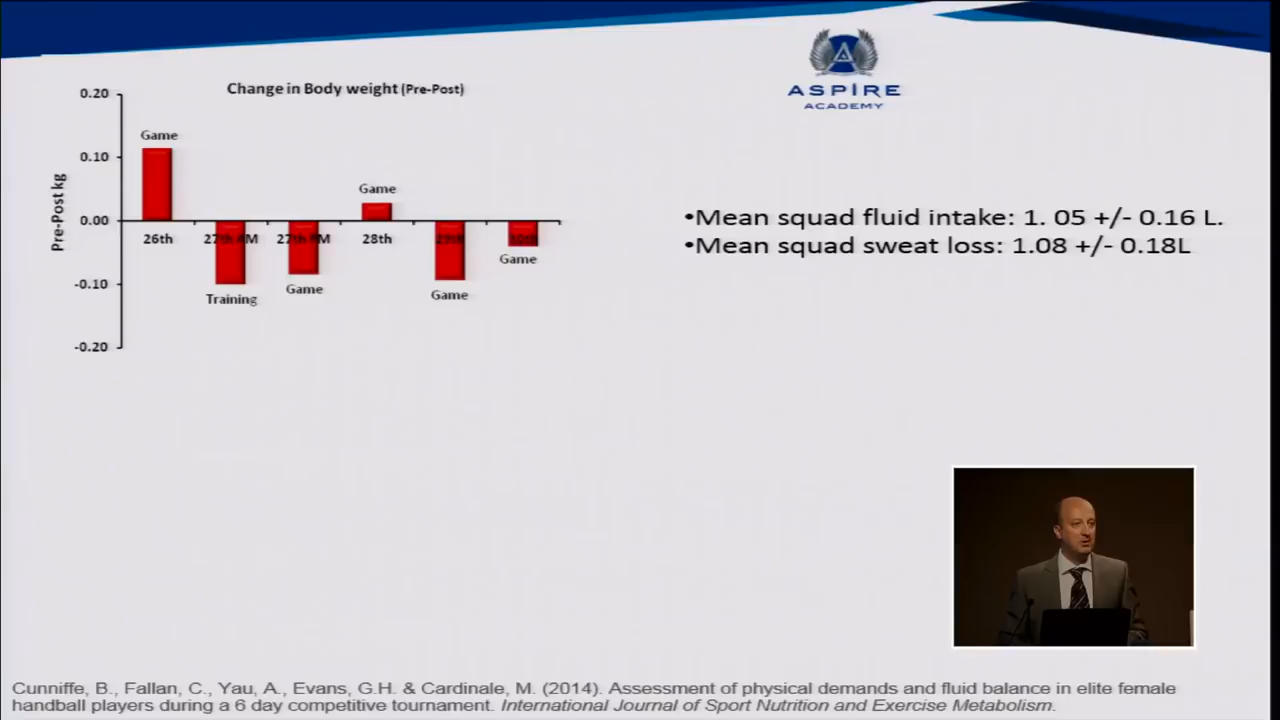 ASPIRE
ACADEMY
Change in Body weight (Pre-Post)
0.20
0.10
0.00
-0.10
-0.20
Pre-Post kg
Game
26th
27th AM
Training
27th PM
Game
Game
28th
29th
Game
30th
Game
•Mean squad fluid intake: 1. 05 +/- 0.16 L.
•Mean squad sweat loss: 1.08 +/- 0.18L
Cunniffe, B., Fallan, C., Yau, A., Evans, G.H. & Cardinale, M. (2014). Assessment of physical demands and fluid balance in elite female
handball players during a 6 day competitive tournament. International Journal of Sport Nutrition and Exercise Metabolism.